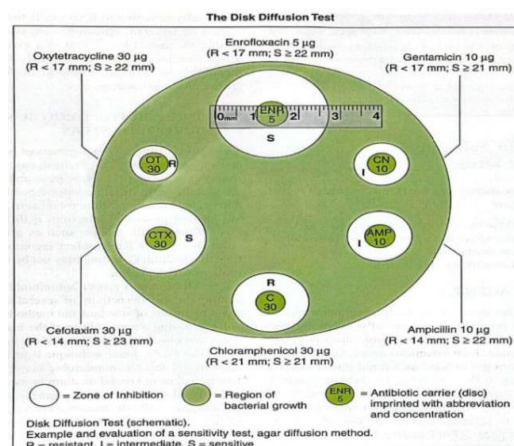 The Disk Diffusion Test
Enrofloxacin 5 µg
(R < 17 mm; S ≥ 22 mm)
Oxytetracycline 30 µg
(R < 17 mm; S ≥ 22 mm)
Gentamicin 10 µg
(R < 17 mm; S ≥ 21 mm)
0mm 1 2 3 4
ENR
5
S
OT
30
R
CN
10
I
CTX
30
S
AMP
10
I
R
C
30
Cefotaxim 30 µg
(R < 14 mm; S ≥ 23 mm)
Ampicillin 10 µg
(R < 14 mm; S ≥ 22 mm)
Chloramphenicol 30 µg
(R < 21 mm; S ≥ 21 mm)
= Zone of Inhibition
= Region of
bacterial growth
ENR
5
= Antibiotic carrier (disc)
imprinted with abbreviation
and concentration
Disk Diffusion Test (schematic).
Example and evaluation of a sensitivity test, agar diffusion method.
R = resistant, I = intermediate, S = sensitive